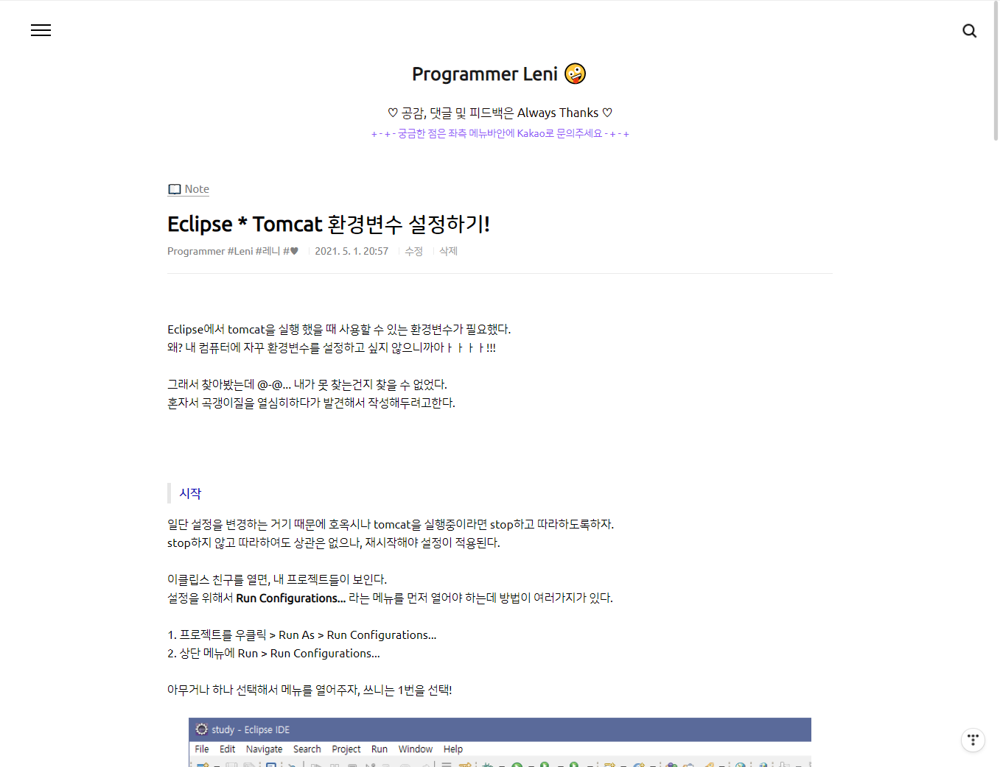 Programmer Leni 🤪
♡ 공감, 댓글 및 피드백은 Always Thanks ♡
+ - + - 궁금한 점은 좌측 메뉴바안에 Kakao로 문의주세요 - + - +
📖 Note
Eclipse * Tomcat 환경변수 설정하기!
Programmer #Leni #레니 #♥ 2021. 5. 1. 20:57 수정 삭제
Eclipse에서 tomcat을 실행 했을 때 사용할 수 있는 환경변수가 필요했다.
왜? 내 컴퓨터에 자꾸 환경변수를 설정하고 싶지 않으니까아ㅏㅏㅏㅏ!!!
그래서 찾아봤는데 @-@... 내가 못 찾는건지 찾을 수 없었다.
혼자서 곡갱이질을 열심히하다가 발견해서 작성해두려고한다.
시작
일단 설정을 변경하는 거기 때문에 호옥시나 tomcat을 실행중이라면 stop하고 따라하도록하자.
stop하지 않고 따라하여도 상관은 없으나, 재시작해야 설정이 적용된다.
이클립스 친구를 열면, 내 프로젝트들이 보인다.
설정을 위해서 Run Configurations... 라는 메뉴를 먼저 열어야 하는데 방법이 여러가지가 있다.
1. 프로젝트를 우클릭 > Run As > Run Configurations...
2. 상단 메뉴에 Run > Run Configurations...
아무거나 하나 선택해서 메뉴를 열어주자, 쓰니는 1번을 선택!
study - Eclipse IDE
File Edit Navigate Search Project Run Window Help